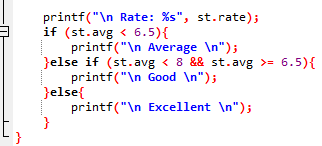 printf("\n Rate: %s", st.rate);
if (st.avg < 6.5){
printf("\n Average \n");
}else if (st.avg < 8 && st.avg >= 6.5){
printf("\n Good \n");
}else{
printf("\n Excellent \n");
}
}